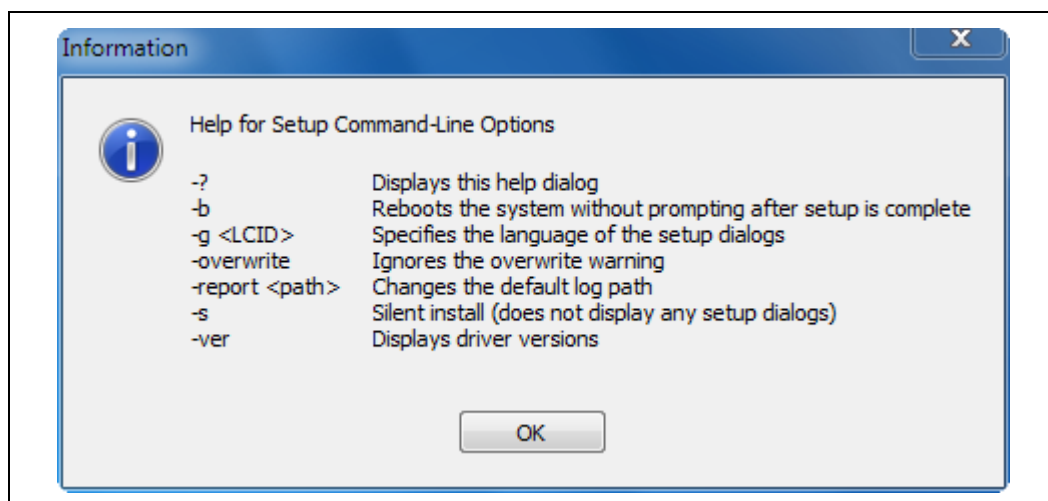 Information
Help for Setup Command-Line Options
-? Displays this help dialog
-b Reboots the system without prompting after setup is complete
-g <LCID> Specifies the language of the setup dialogs
-overwrite Ignores the overwrite warning
-report <path> Changes the default log path
-s Silent install (does not display any setup dialogs)
-ver Displays driver versions
OK